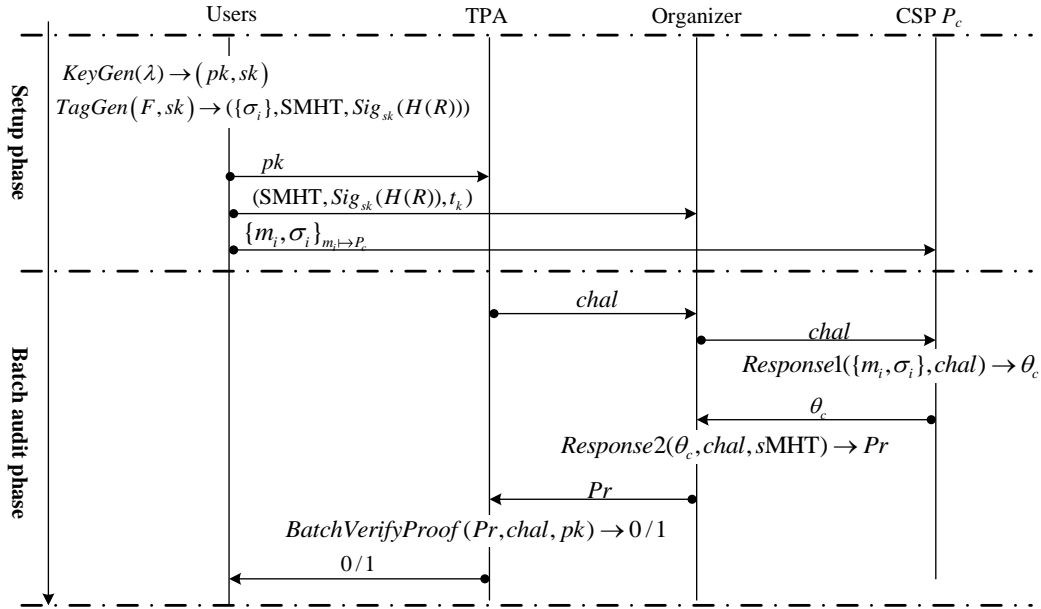 Users TPA Organizer CSP P_c
Setup phase
KeyGen(λ)→(pk,sk)
TagGen(F,sk)→({σ_i},SMHT,Sig_sk(H(R)))
pk
(SMHT,Sig_sk(H(R)),t_k)
{m_i,σ_i}_{m_i↦P_c}
Batch audit phase
chal
chal
Response1({m_i,σ_i},chal)→θ_c
θ_c
Response2(θ_c,chal,sMHT)→Pr
Pr
BatchVerifyProof(Pr,chal,pk)→0/1
0/1